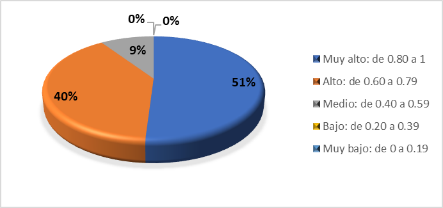 0%
0%
9%
51%
40%
Muy alto: de 0.80 a 1
Alto: de 0.60 a 0.79
Medio: de 0.40 a 0.59
Bajo: de 0.20 a 0.39
Muy bajo: de 0 a 0.19